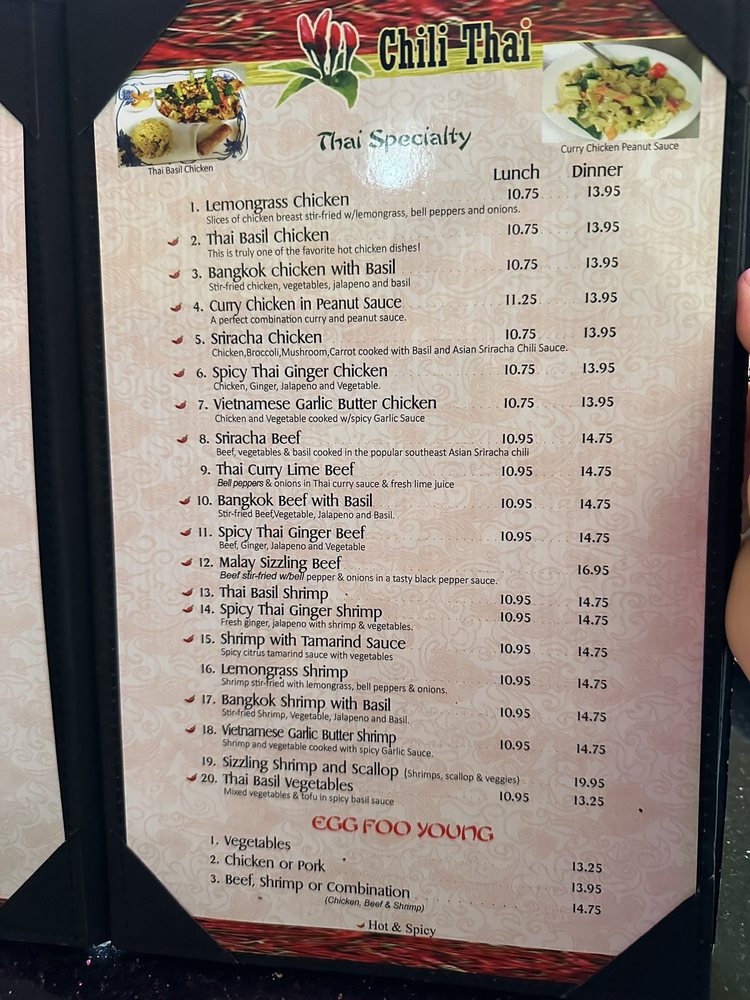 Chili Thai
Thai Specialty
Thai Basil Chicken
Curry Chicken Peanut Sauce
Lunch Dinner
1. Lemongrass Chicken 10.75 13.95
Slices of chicken breast stir-fried w/lemongrass, bell peppers and onions.
2. Thai Basil Chicken 10.75 13.95
This is truly one of the favorite hot chicken dishes!
3. Bangkok chicken with Basil 10.75 13.95
Stir-fried chicken, vegetables, jalapeno and basil
4. Curry Chicken in Peanut Sauce 11.25 13.95
A perfect combination curry and peanut sauce.
5. Sriracha Chicken 10.75 13.95
Chicken,Broccoli,Mushroom,Carrot cooked with Basil and Asian Sriracha Chili Sauce.
6. Spicy Thai Ginger Chicken 10.75 13.95
Chicken, Ginger, Jalapeno and Vegetable.
7. Vietnamese Garlic Butter Chicken 10.75 13.95
Chicken and Vegetable cooked w/spicy Garlic Sauce
8. Sriracha Beef 10.95 14.75
Beef, vegetables & basil cooked in the popular southeast Asian Sriracha chili
9. Thai Curry Lime Beef 10.95 14.75
Bell peppers & onions in Thai curry sauce & fresh lime juice
10. Bangkok Beef with Basil 10.95 14.75
Stir-fried Beef,Vegetable, Jalapeno and Basil.
11. Spicy Thai Ginger Beef 10.95 14.75
Beef, Ginger, Jalapeno and Vegetable
12. Malay Sizzling Beef 16.95
Beef stir-fried w/bell pepper & onions in a tasty black pepper sauce.
13. Thai Basil Shrimp 10.95 14.75
14. Spicy Thai Ginger Shrimp 10.95 14.75
Fresh ginger, jalapeno with shrimp & vegetables.
15. Shrimp with Tamarind Sauce 10.95 14.75
Spicy citrus tamarind sauce with vegetables
16. Lemongrass Shrimp 10.95 14.75
Shrimp stir-fried with lemongrass, bell peppers & onions.
17. Bangkok Shrimp with Basil 10.95 14.75
Stir-fried Shrimp, Vegetable, Jalapeno and Basil.
18. Vietnamese Garlic Butter Shrimp 10.95 14.75
Shrimp and vegetable cooked with spicy Garlic Sauce.
19. Sizzling Shrimp and Scallop (Shrimps, scallop & veggies) 19.95
20. Thai Basil Vegetables 10.95 13.25
Mixed vegetables & tofu in spicy basil sauce
EGG FOO YOUNG
1. Vegetables 13.25
2. Chicken or Pork 13.95
3. Beef, Shrimp or Combination 14.75
(Chicken, Beef & Shrimp)
Hot & Spicy